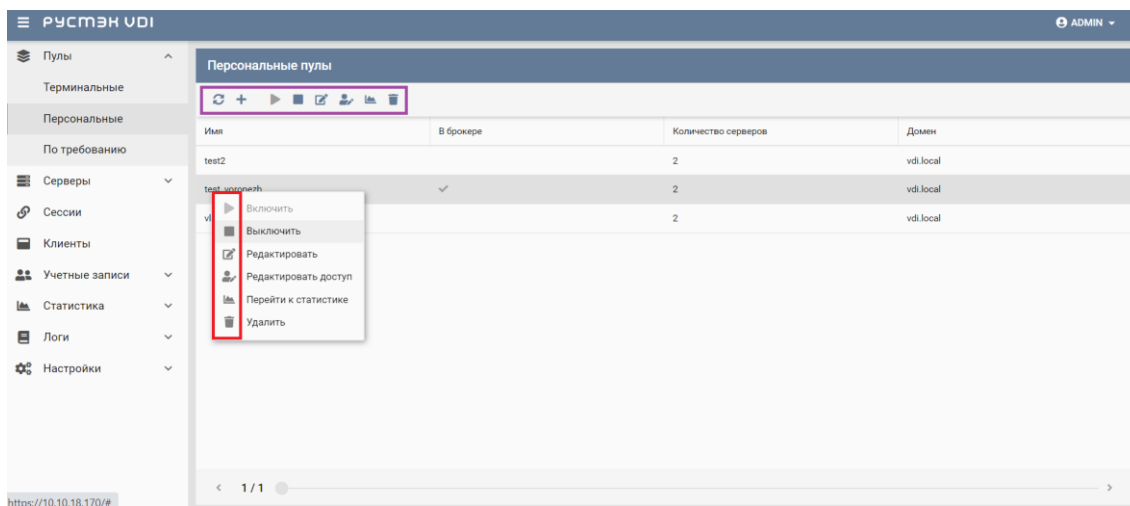 РУСТЭК VDI
ADMIN
Пулы
Терминальные
Персональные
По требованию
Серверы
Сессии
Клиенты
Учетные записи
Статистика
Логи
Настройки
https://10.10.18.170/#
Персональные пулы
Имя В брокере Количество серверов Домен
test2 2 vdi.local
test_voronezh 2 vdi.local
vl 2 vdi.local
Включить
Выключить
Редактировать
Редактировать доступ
Перейти к статистике
Удалить
1 / 1